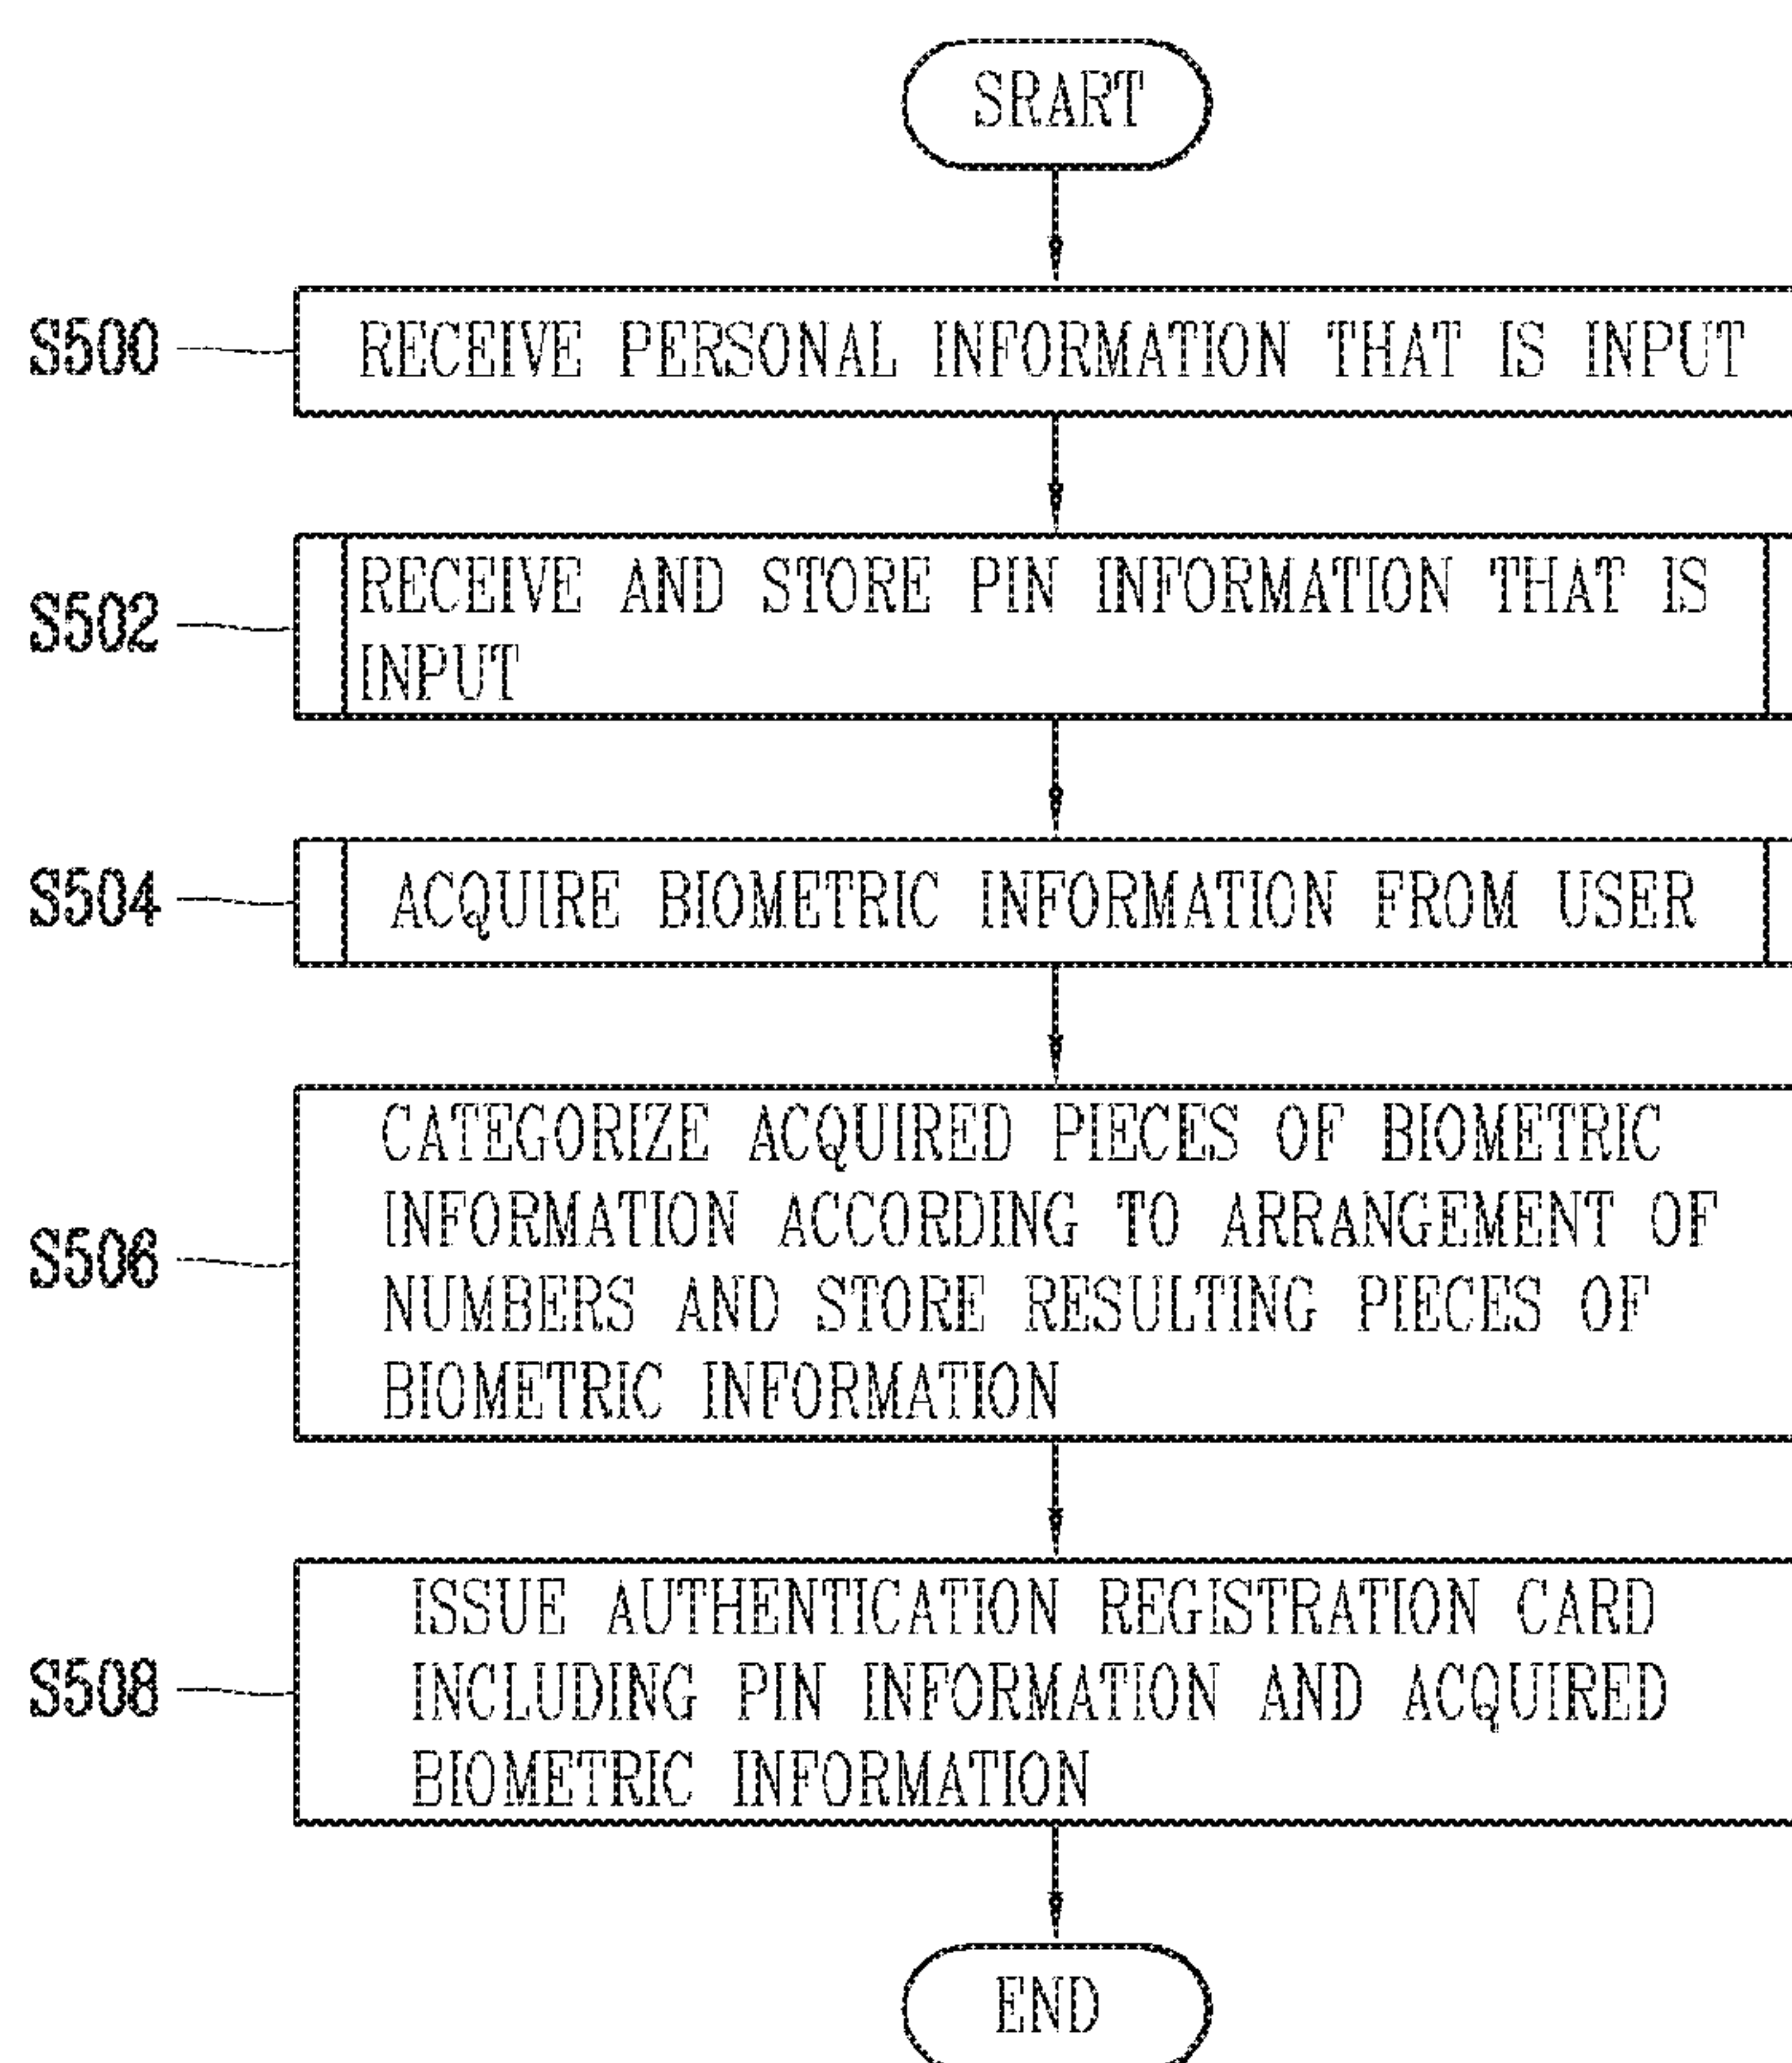 SRART
S500
RECEIVE PERSONAL INFORMATION THAT IS INPUT
S502
RECEIVE AND STORE PIN INFORMATION THAT IS
INPUT
S504
ACQUIRE BIOMETRIC INFORMATION FROM USER
S506
CATEGORIZE ACQUIRED PIECES OF BIOMETRIC
INFORMATION ACCORDING TO ARRANGEMENT OF
NUMBERS AND STORE RESULTING PIECES OF
BIOMETRIC INFORMATION
S508
ISSUE AUTHENTICATION REGISTRATION CARD
INCLUDING PIN INFORMATION AND ACQUIRED
BIOMETRIC INFORMATION
END